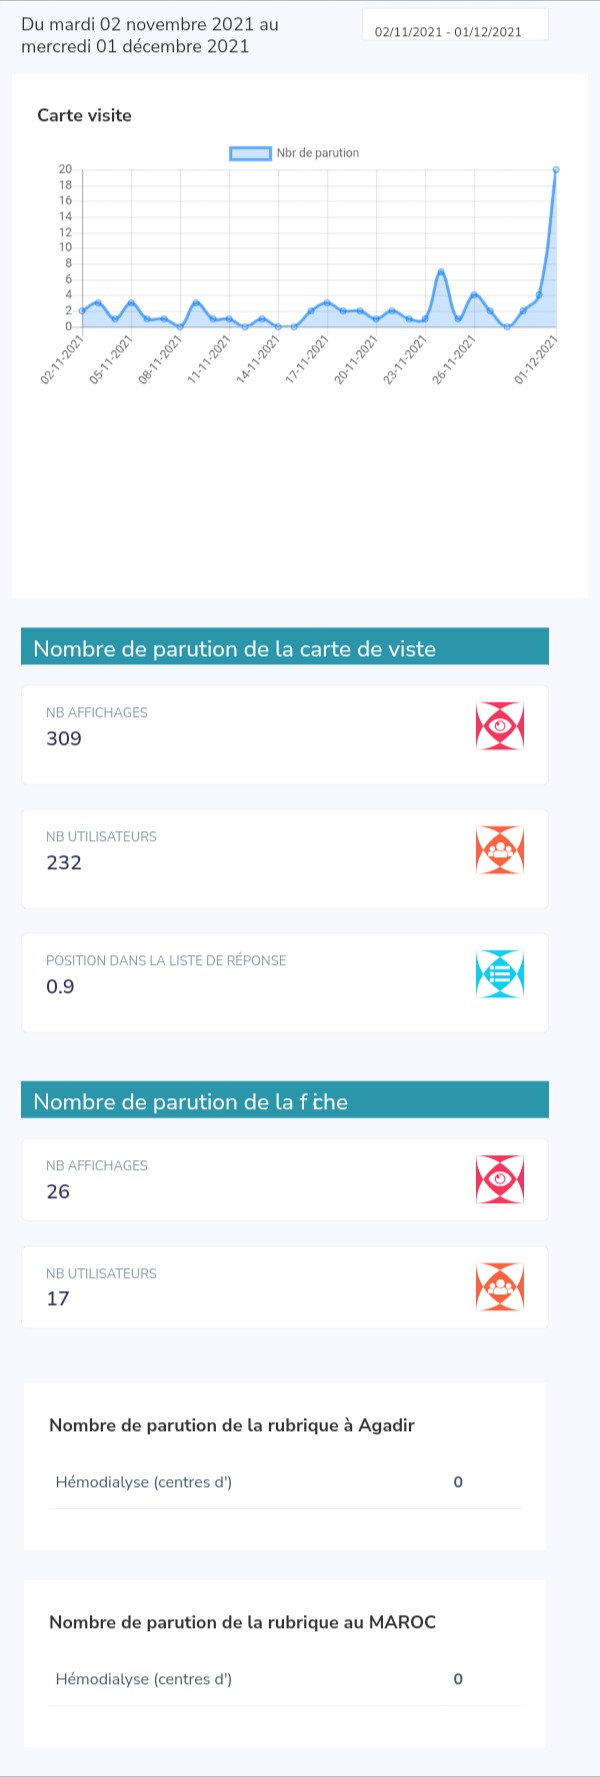 Du mardi 02 novembre 2021 au
mercredi 01 décembre 2021
02/11/2021 - 01/12/2021
Carte visite
Nbr de parution
20
18
16
14
12
10
8
6
4
2
0
02-11-2021
05-11-2021
08-11-2021
11-11-2021
14-11-2021
17-11-2021
20-11-2021
23-11-2021
26-11-2021
01-12-2021
Nombre de parution de la carte de viste
NB AFFICHAGES
309
NB UTILISATEURS
232
POSITION DANS LA LISTE DE RÉPONSE
0.9
Nombre de parution de la fiche
NB AFFICHAGES
26
NB UTILISATEURS
17
Nombre de parution de la rubrique à Agadir
Hémodialyse (centres d') 0
Nombre de parution de la rubrique au MAROC
Hémodialyse (centres d') 0